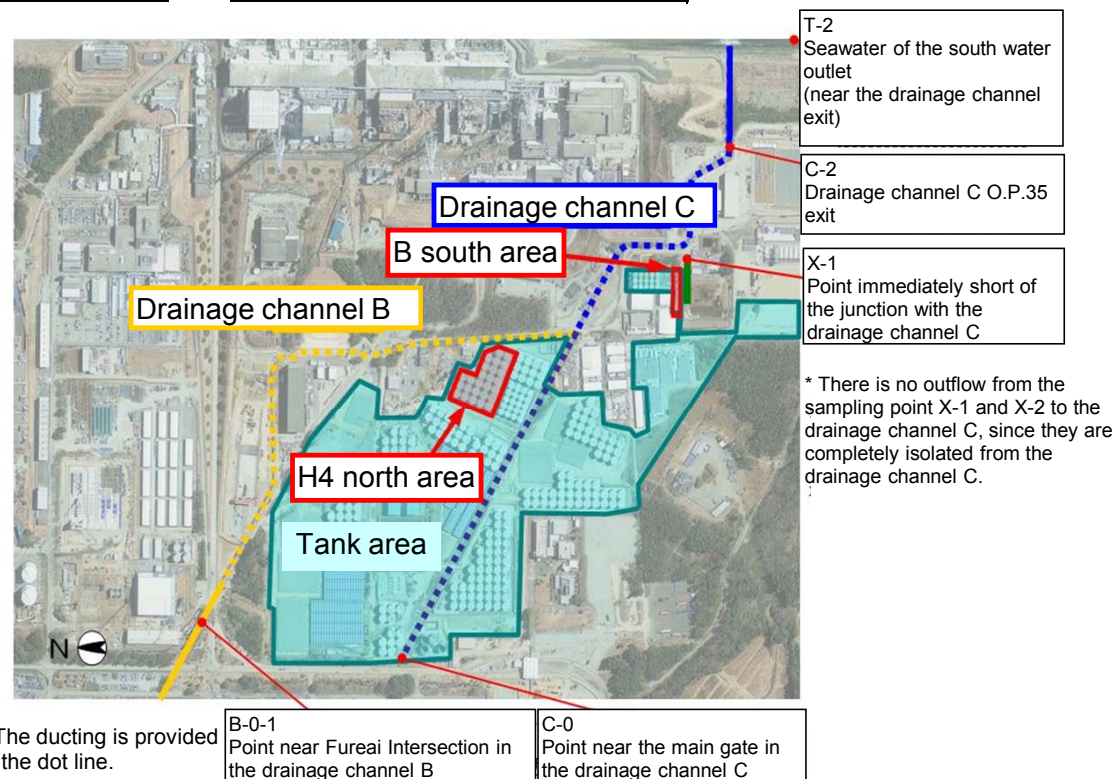 T-2
Seawater of the south water
outlet
(near the drainage channel
exit)
C-2
Drainage channel C O.P.35
exit
Drainage channel C
B south area
X-1
Point immediately short of
the junction with the
drainage channel C
Drainage channel B
* There is no outflow from the
sampling point X-1 and X-2 to the
drainage channel C, since they are
completely isolated from the
drainage channel C.
H4 north area
Tank area
N
The ducting is provided
the dot line.
B-0-1
Point near Fureai Intersection in
the drainage channel B
C-0
Point near the main gate in
the drainage channel C